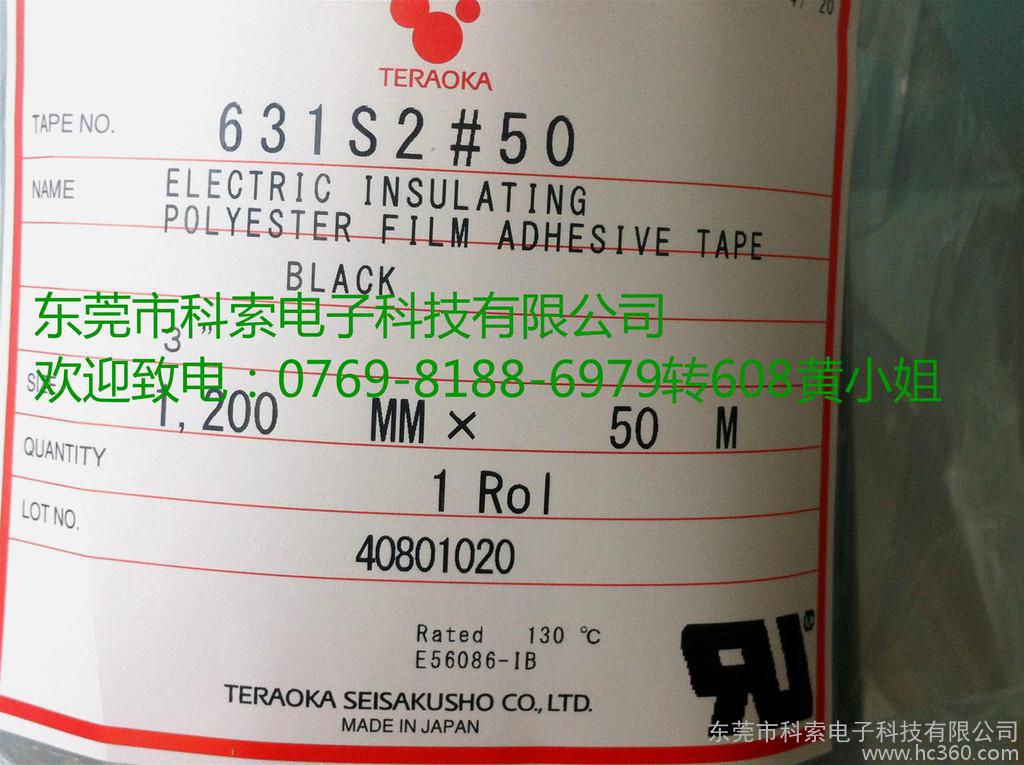 TERAOKA
TAPE NO. 631S2#50
NAME ELECTRIC INSULATING
POLYESTER FILM ADHESIVE TAPE
BLACK
东莞市科索电子科技有限公司
3"
欢迎致电：0769-8188-6979转608黄小姐
SIZE 1,200 MM × 50 M
QUANTITY
1 Rol
LOT NO.
40801020
Rated 130 ℃
E56086-IB
TERAOKA SEISAKUSHO CO., LTD.
MADE IN JAPAN
东莞市科索电子科技有限公司
www.hc360.com